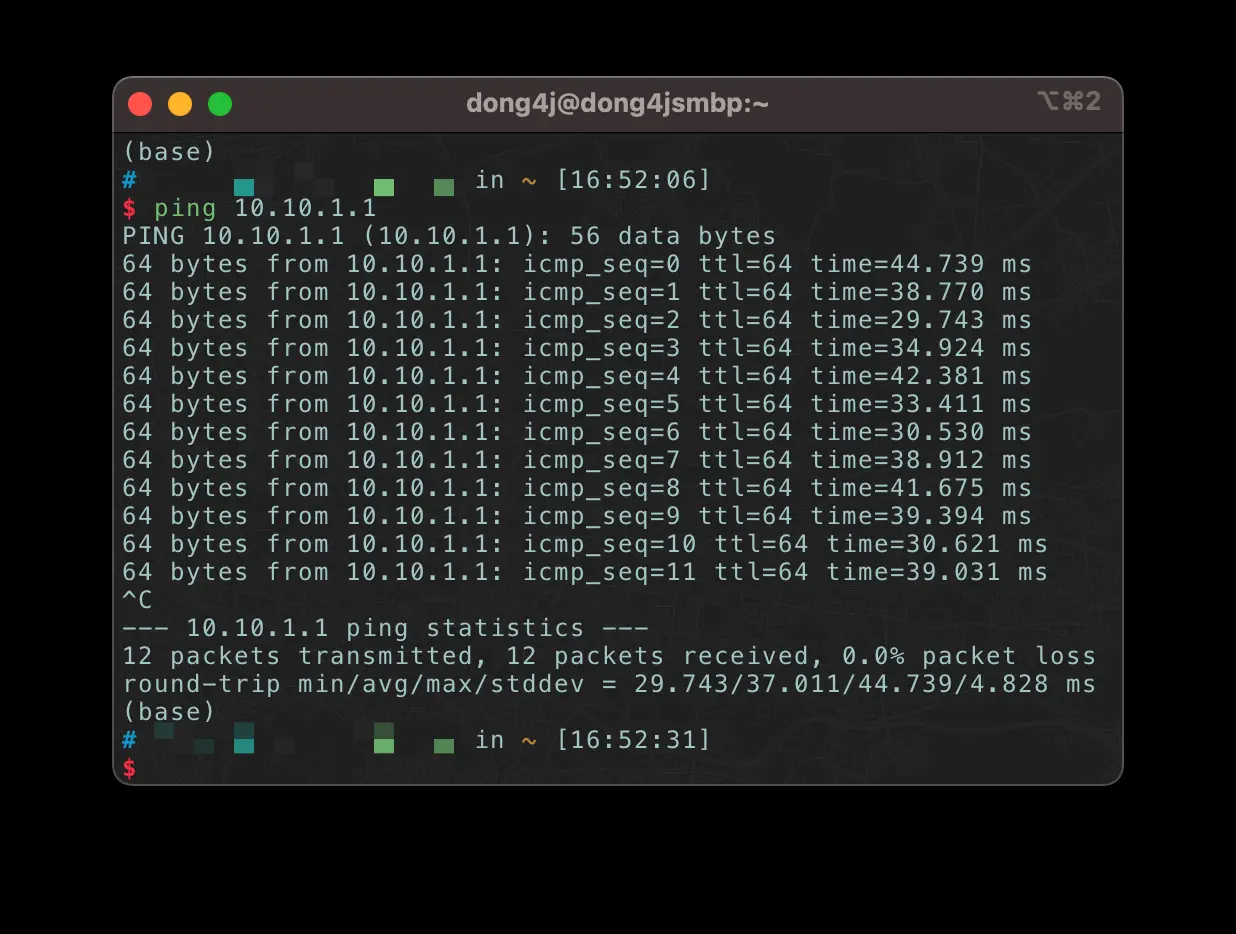 dong4j@dong4jsmbp:~
⌥⌘2
(base)
# in ~ [16:52:06]
$ ping 10.10.1.1
PING 10.10.1.1 (10.10.1.1): 56 data bytes
64 bytes from 10.10.1.1: icmp_seq=0 ttl=64 time=44.739 ms
64 bytes from 10.10.1.1: icmp_seq=1 ttl=64 time=38.770 ms
64 bytes from 10.10.1.1: icmp_seq=2 ttl=64 time=29.743 ms
64 bytes from 10.10.1.1: icmp_seq=3 ttl=64 time=34.924 ms
64 bytes from 10.10.1.1: icmp_seq=4 ttl=64 time=42.381 ms
64 bytes from 10.10.1.1: icmp_seq=5 ttl=64 time=33.411 ms
64 bytes from 10.10.1.1: icmp_seq=6 ttl=64 time=30.530 ms
64 bytes from 10.10.1.1: icmp_seq=7 ttl=64 time=38.912 ms
64 bytes from 10.10.1.1: icmp_seq=8 ttl=64 time=41.675 ms
64 bytes from 10.10.1.1: icmp_seq=9 ttl=64 time=39.394 ms
64 bytes from 10.10.1.1: icmp_seq=10 ttl=64 time=30.621 ms
64 bytes from 10.10.1.1: icmp_seq=11 ttl=64 time=39.031 ms
^C
--- 10.10.1.1 ping statistics ---
12 packets transmitted, 12 packets received, 0.0% packet loss
round-trip min/avg/max/stddev = 29.743/37.011/44.739/4.828 ms
(base)
# in ~ [16:52:31]
$